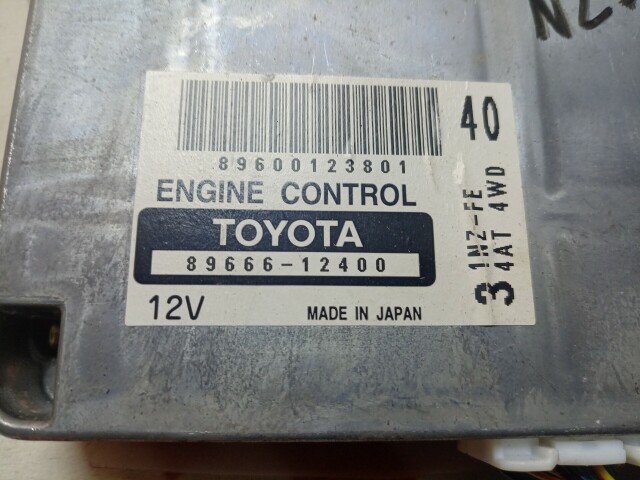 89600123801
ENGINE CONTROL
TOYOTA
89666-12400
12V
MADE IN JAPAN
40
1NZ-FE
4AT 4WD
3